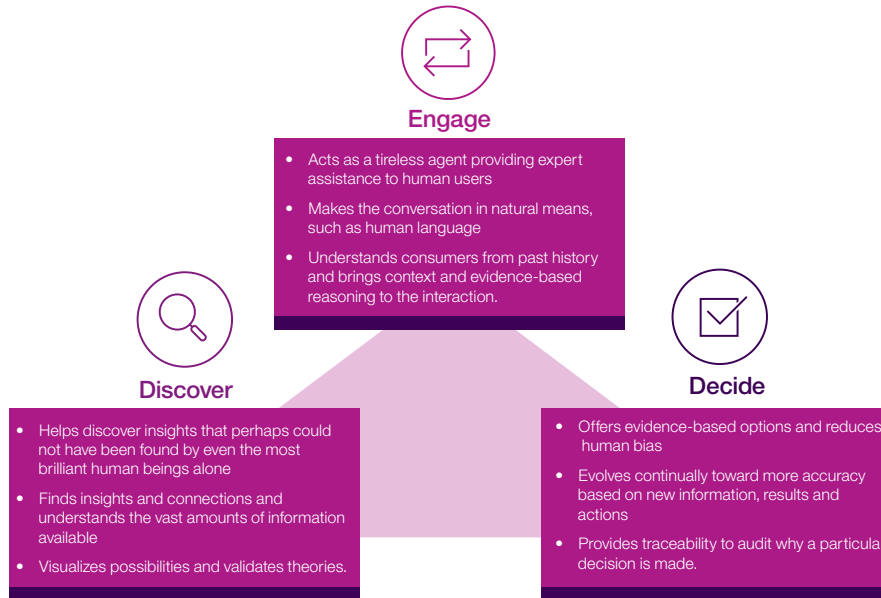 Engage
• Acts as a tireless agent providing expert
assistance to human users
• Makes the conversation in natural means,
such as human language
• Understands consumers from past history
and brings context and evidence-based
reasoning to the interaction.
Discover
• Helps discover insights that perhaps could
not have been found by even the most
brilliant human beings alone
• Finds insights and connections and
understands the vast amounts of information
available
• Visualizes possibilities and validates theories.
Decide
• Offers evidence-based options and reduces
human bias
• Evolves continually toward more accuracy
based on new information, results and
actions
• Provides traceability to audit why a particula
decision is made.